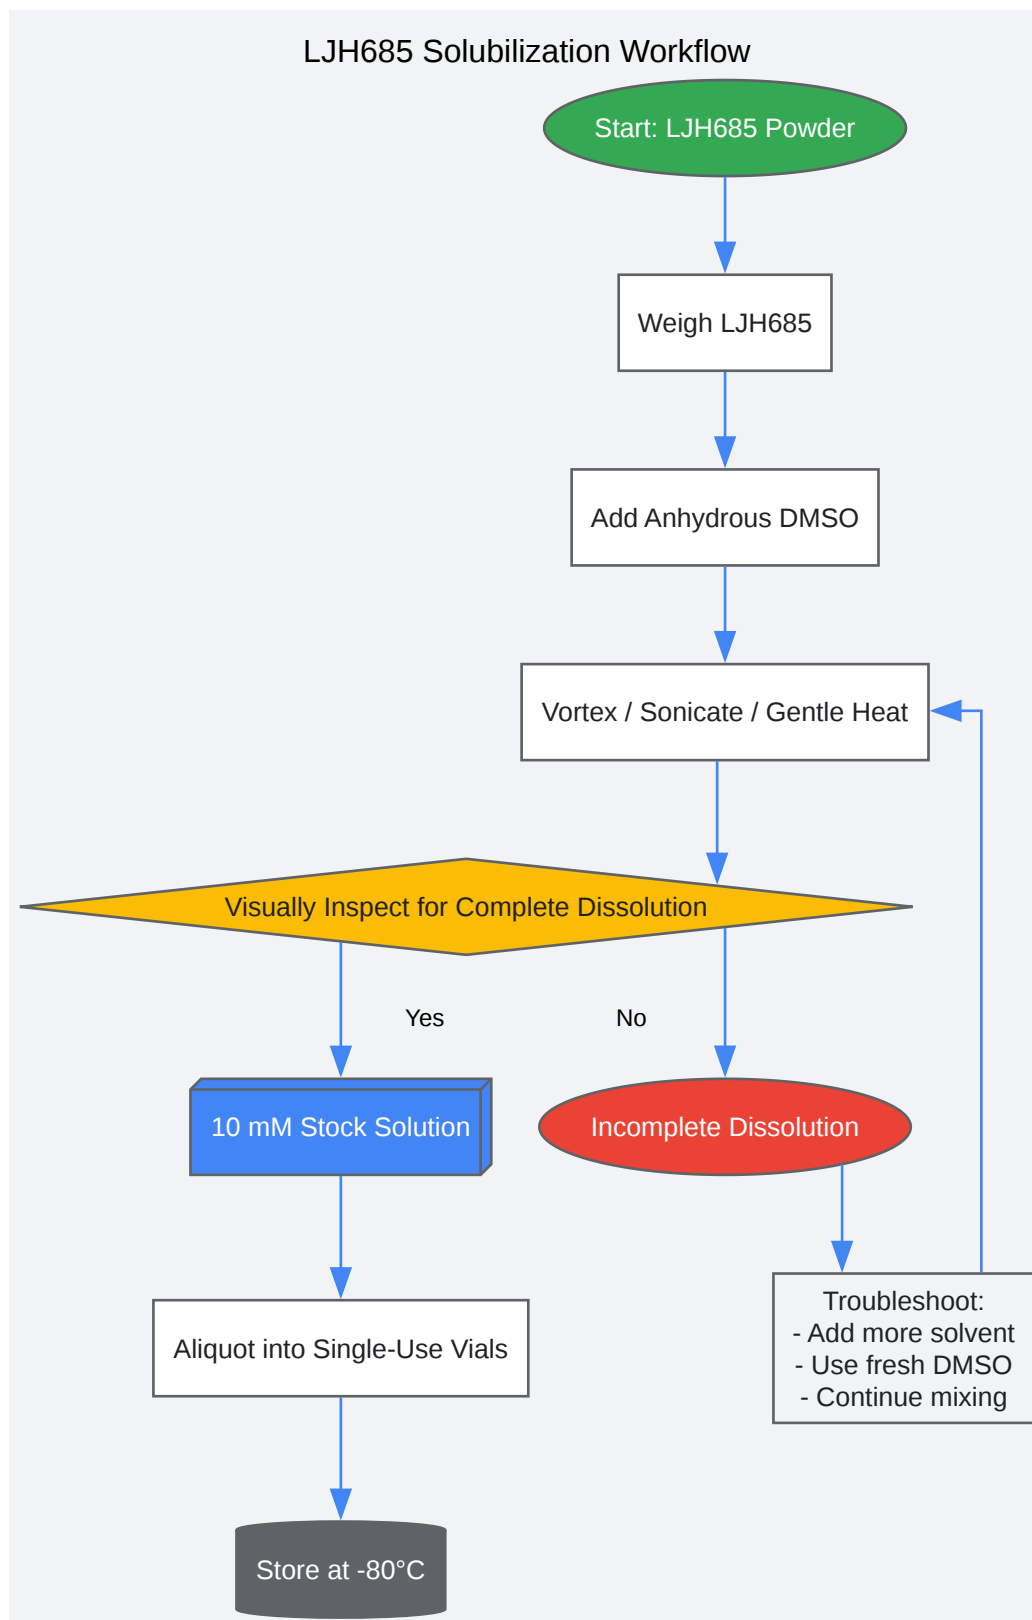 LJH685 Solubilization Workflow
Start: LJH685 Powder
Weigh LJH685
Add Anhydrous DMSO
Vortex / Sonicate / Gentle Heat
Visually Inspect for Complete Dissolution
Yes
No
10 mM Stock Solution
Incomplete Dissolution
Troubleshoot:
- Add more solvent
- Use fresh DMSO
- Continue mixing
Aliquot into Single-Use Vials
Store at -80°C